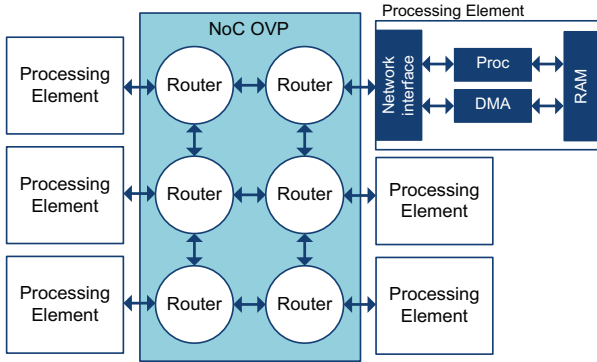 Processing Element
NoC OVP
Processing
Element
Router
Router
Network
interface
Proc
DMA
RAM
Processing
Element
Router
Router
Processing
Element
Processing
Element
Router
Router
Processing
Element